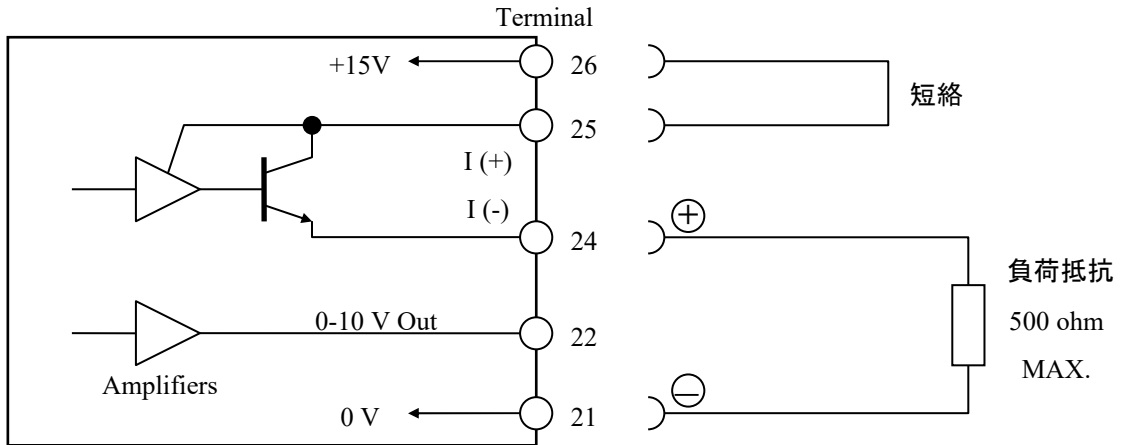 Terminal
+15V
26
短絡
25
I (+)
I (-)
24
+
負荷抵抗
500 ohm
MAX.
0-10 V Out
22
Amplifiers
−
0 V
21